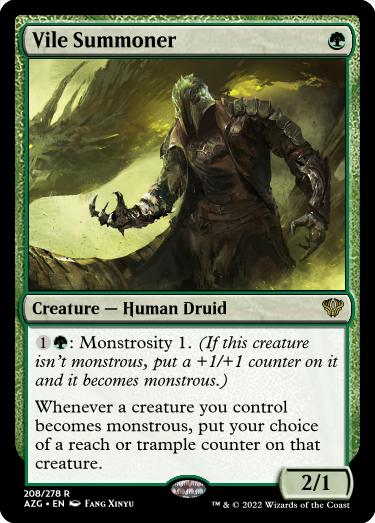 Vile Summoner
Creature — Human Druid
1 : Monstrosity 1. (If this creature
isn't monstrous, put a +1/+1 counter on it
and it becomes monstrous.)
Whenever a creature you control
becomes monstrous, put your choice
of a reach or trample counter on that
creature.
2/1
208/278 R
AZG • EN Fang Xinyu
™ & © 2022 Wizards of the Coast